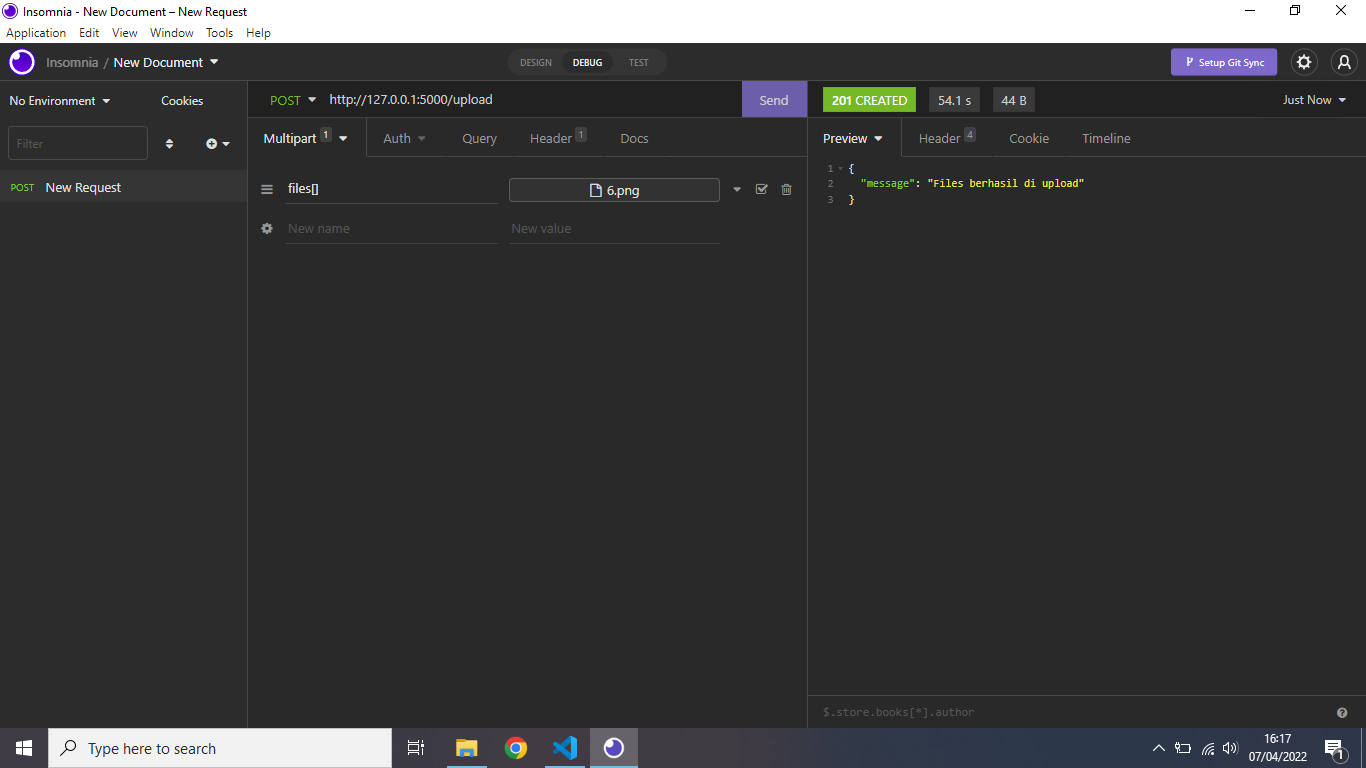 Insomnia - New Document – New Request
Application Edit View Window Tools Help
Insomnia / New Document
DESIGN DEBUG TEST
Setup Git Sync
No Environment Cookies
POST http://127.0.0.1:5000/upload Send
201 CREATED 54.1 s 44 B Just Now
Filter
Multipart 1 Auth Query Header 1 Docs
Preview Header 4 Cookie Timeline
POST New Request
files[] 6.png
New name New value
1 {
2 "message": "Files berhasil di upload"
3 }
$.store.books[*].author
Type here to search
16:17
07/04/2022
1